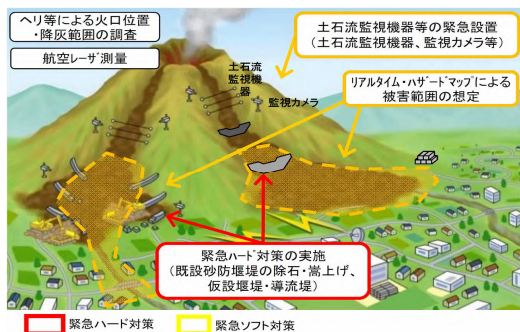 ヘリ等による火口位置
・降灰範囲の調査
航空レーザ測量
土石流監視機器等の緊急設置
(土石流監視機器、監視カメラ等)
土石流
監視機
器
監視カメラ
リアルタイム・ハザードマップによる
被害範囲の想定
緊急ハード対策の実施
(既設砂防堰堤の除石・嵩上げ、
仮設堰堤・導流堤)
緊急ハード対策
緊急ソフト対策